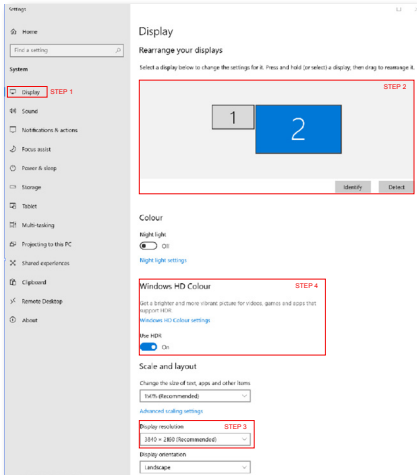 Settings
Home
Find a setting
System
Display STEP 1
Sound
Notifications & actions
Focus assist
Power & sleep
Storage
Tablet
Multi-tasking
Projecting to this PC
Shared experiences
Clipboard
Remote Desktop
About
Display
Rearrange your displays
Select a display below to change the settings for it. Press and hold (or select) a display, then drag to rearrange it.
STEP 2
1 2
Identify Detect
Colour
Night light
Off
Night light settings
Windows HD Colour STEP 4
Get a brighter and more vibrant picture for videos, games and apps that
support HDR.
Windows HD Colour settings
Use HDR
On
Scale and layout
Change the size of text, apps and other items
150% (Recommended)
Advanced scaling settings
Display resolution STEP 3
3840 × 2160 (Recommended)
Display orientation
Landscape